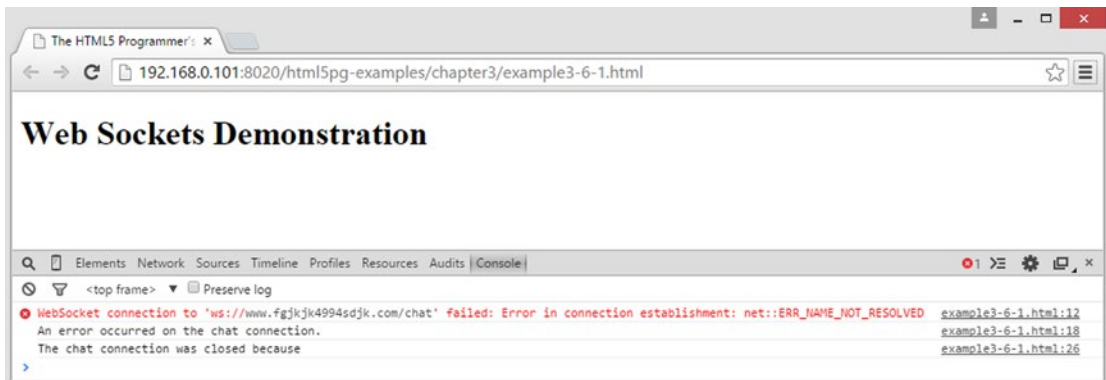 The HTML5 Programmer's
192.168.0.101:8020/html5pg-examples/chapter3/example3-6-1.html
Web Sockets Demonstration
Elements Network Sources Timeline Profiles Resources Audits Console 1
<top frame> ▼ Preserve log
WebSocket connection to 'ws://www.fgjkjk4994sdjk.com/chat' failed: Error in connection establishment: net::ERR_NAME_NOT_RESOLVED example3-6-1.html:12
An error occurred on the chat connection. example3-6-1.html:18
The chat connection was closed because example3-6-1.html:26
>